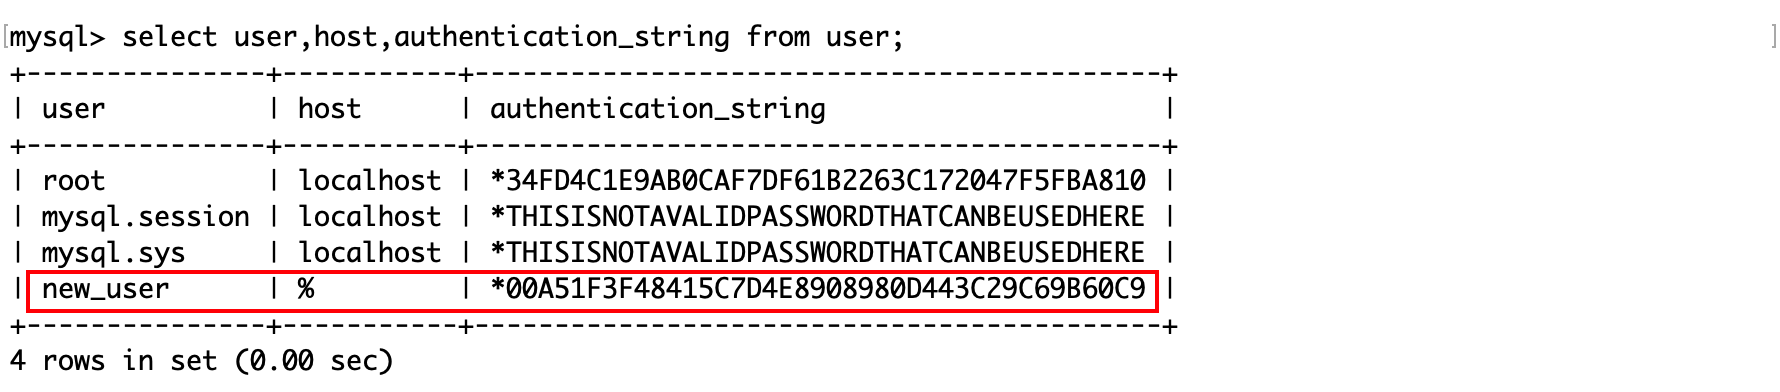 [mysql> select user,host,authentication_string from user; ]
+---------------+-----------+-------------------------------------------+
| user          | host      | authentication_string                     |
+---------------+-----------+-------------------------------------------+
| root          | localhost | *34FD4C1E9AB0CAF7DF61B2263C172047F5FBA810 |
| mysql.session | localhost | *THISISNOTAVALIDPASSWORDTHATCANBEUSEDHERE |
| mysql.sys     | localhost | *THISISNOTAVALIDPASSWORDTHATCANBEUSEDHERE |
| new_user      | %         | *00A51F3F48415C7D4E8908980D443C29C69B60C9 |
+---------------+-----------+-------------------------------------------+
4 rows in set (0.00 sec)